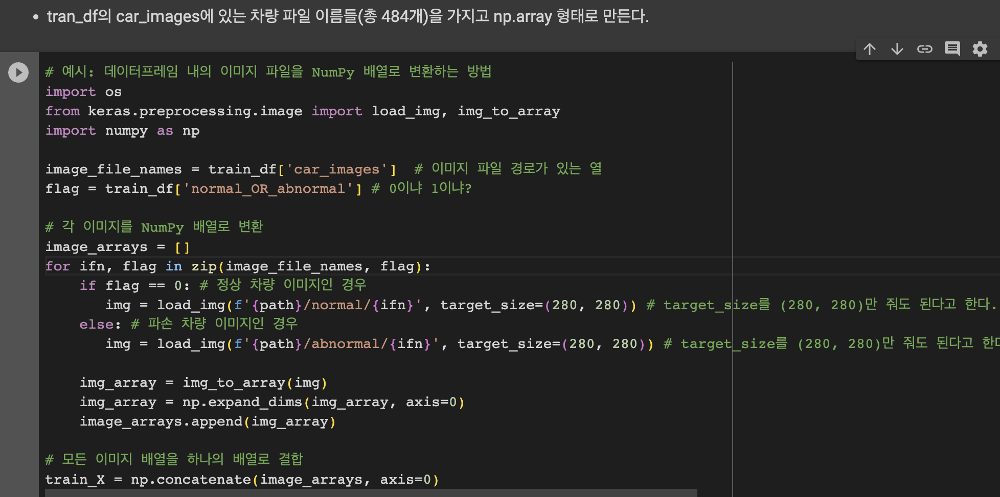 • tran_df의 car_images에 있는 차량 파일 이름들(총 484개)을 가지고 np.array 형태로 만든다.
# 예시: 데이터프레임 내의 이미지 파일을 NumPy 배열로 변환하는 방법
import os
from keras.preprocessing.image import load_img, img_to_array
import numpy as np
image_file_names = train_df['car_images']  # 이미지 파일 경로가 있는 열
flag = train_df['normal_OR_abnormal'] # 0이냐 1이냐?
# 각 이미지를 NumPy 배열로 변환
image_arrays = []
for ifn, flag in zip(image_file_names, flag):
    if flag == 0: # 정상 차량 이미지인 경우
       img = load_img(f'{path}/normal/{ifn}', target_size=(280, 280)) # target_size를 (280, 280)만 줘도 된다고 한다.
    else: # 파손 차량 이미지인 경우
       img = load_img(f'{path}/abnormal/{ifn}', target_size=(280, 280)) # target_size를 (280, 280)만 줘도 된다고
    img_array = img_to_array(img)
    img_array = np.expand_dims(img_array, axis=0)
    image_arrays.append(img_array)
# 모든 이미지 배열을 하나의 배열로 결합
train_X = np.concatenate(image_arrays, axis=0)